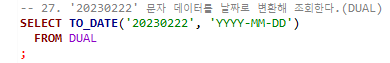 -- 27. '20230222' 문자 데이터를 날짜로 변환해 조회한다.(DUAL)
SELECT TO_DATE('20230222', 'YYYY-MM-DD')
FROM DUAL
;